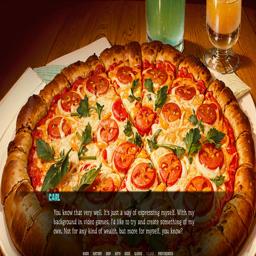 CARL
You know that very well. It's just a way of expressing myself. With my
background in video games, I'd like to try and create something of my
own. Not for any kind of wealth, but more for myself, you know?